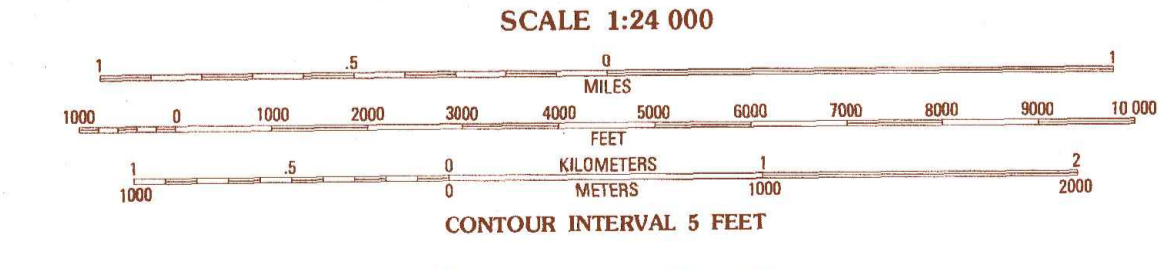 SCALE 1:24 000
1 .5 0 1
MILES
1000 0 1000 2000 3000 4000 5000 6000 7000 8000 9000 10 000
FEET
1 .5 0 KILOMETERS 1 2
1000 0 METERS 1000 2000
CONTOUR INTERVAL 5 FEET